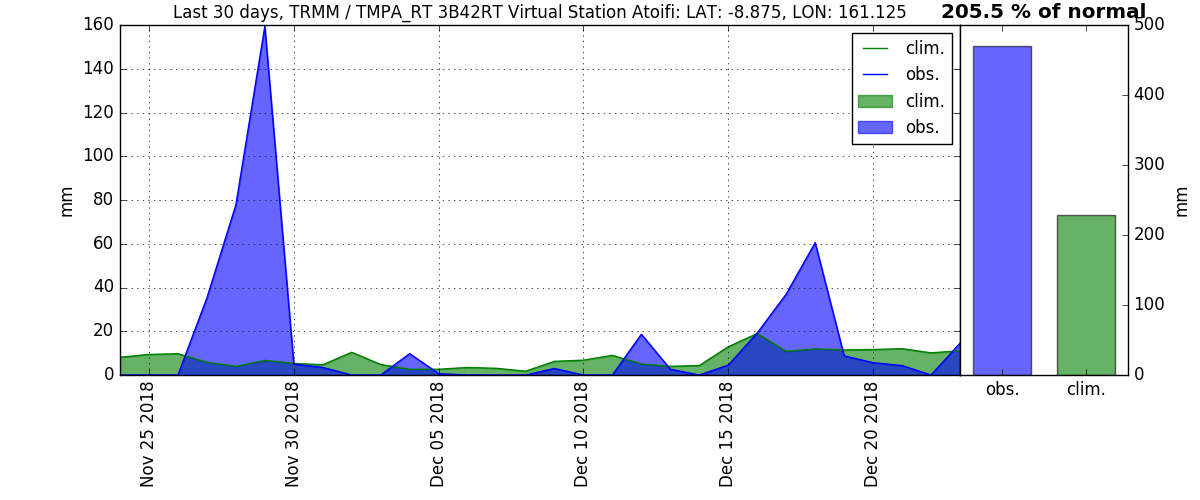 Last 30 days, TRMM / TMPA_RT 3B42RT Virtual Station Atoifi: LAT: -8.875, LON: 161.125
205.5 % of normal
160
140
120
100
80
60
40
20
0
mm
clim.
obs.
clim.
obs.
500
400
300
200
100
0
mm
obs.
clim.
Nov 25 2018
Nov 30 2018
Dec 05 2018
Dec 10 2018
Dec 15 2018
Dec 20 2018